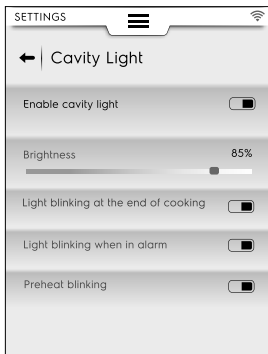 SETTINGS
Cavity Light
Enable cavity light
Brightness 85%
Light blinking at the end of cooking
Light blinking when in alarm
Preheat blinking